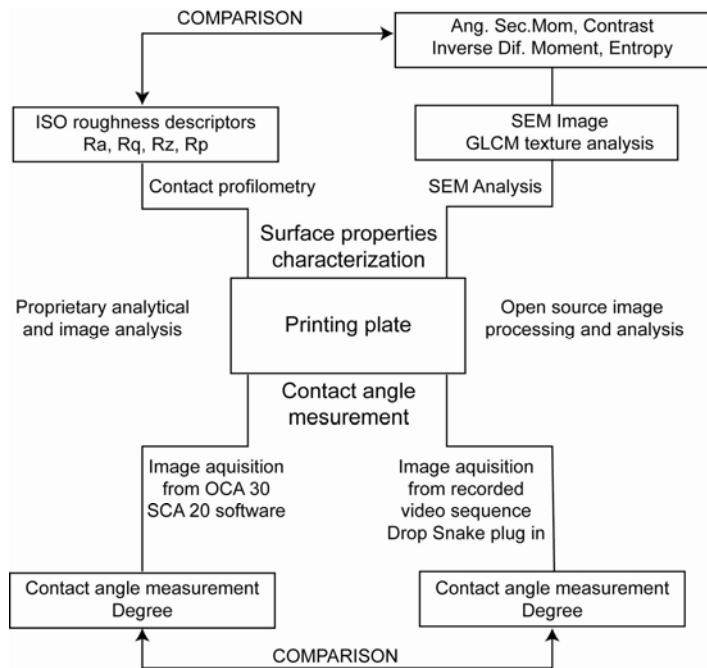 COMPARISON
Ang. Sec.Mom, Contrast
Inverse Dif. Moment, Entropy
ISO roughness descriptors
Ra, Rq, Rz, Rp
SEM Image
GLCM texture analysis
Contact profilometry
SEM Analysis
Surface properties
characterization
Proprietary analytical
and image analysis
Printing plate
Open source image
processing and analysis
Contact angle
mesurement
Image aquisition
from OCA 30
SCA 20 software
Image aquisition
from recorded
video sequence
Drop Snake plug in
Contact angle measurement
Degree
Contact angle measurement
Degree
COMPARISON